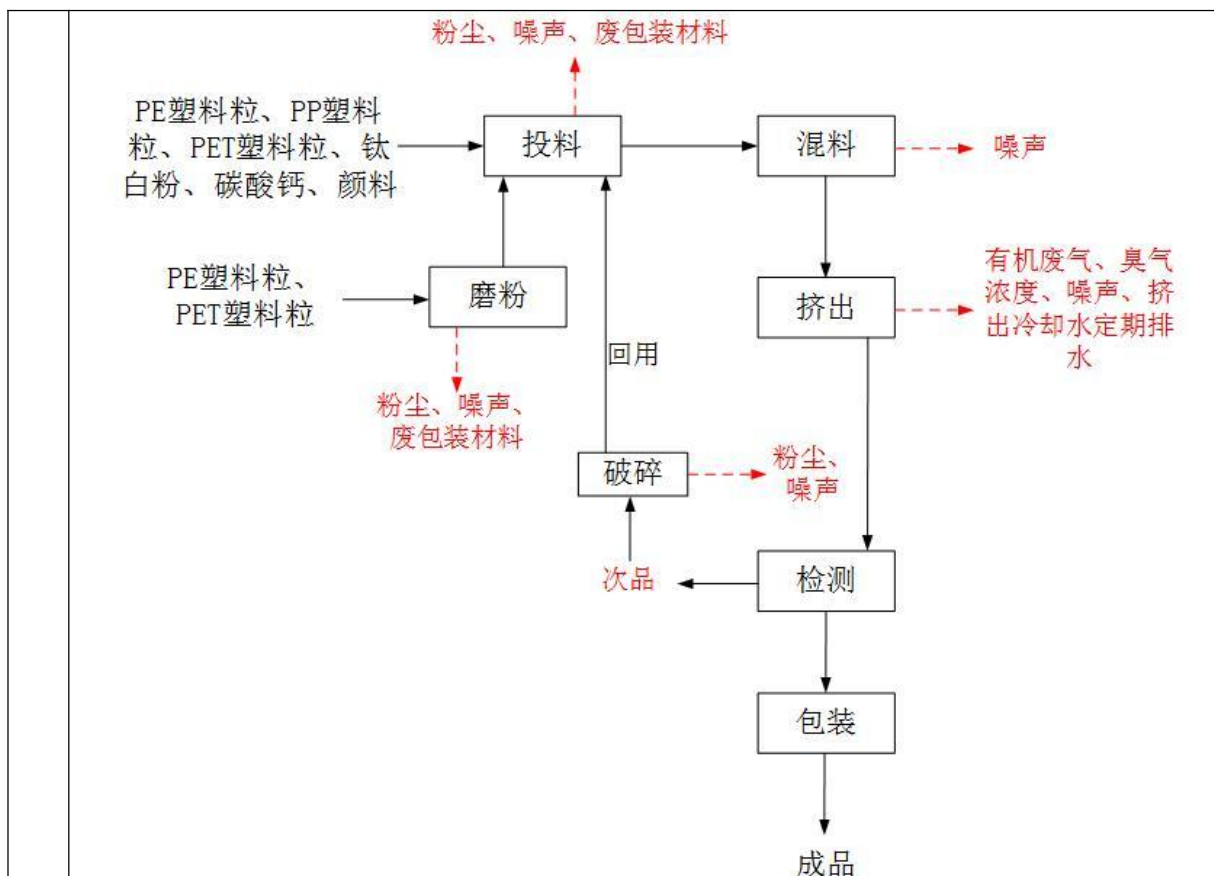 粉尘、噪声、废包装材料
PE塑料粒、PP塑料
粒、PET塑料粒、钛
白粉、碳酸钙、颜料
投料
混料
噪声
PE塑料粒、
PET塑料粒
磨粉
挤出
有机废气、臭气
浓度、噪声、挤
出冷却水定期排
水
回用
粉尘、噪声、
废包装材料
破碎
粉尘、
噪声
次品
检测
包装
成品